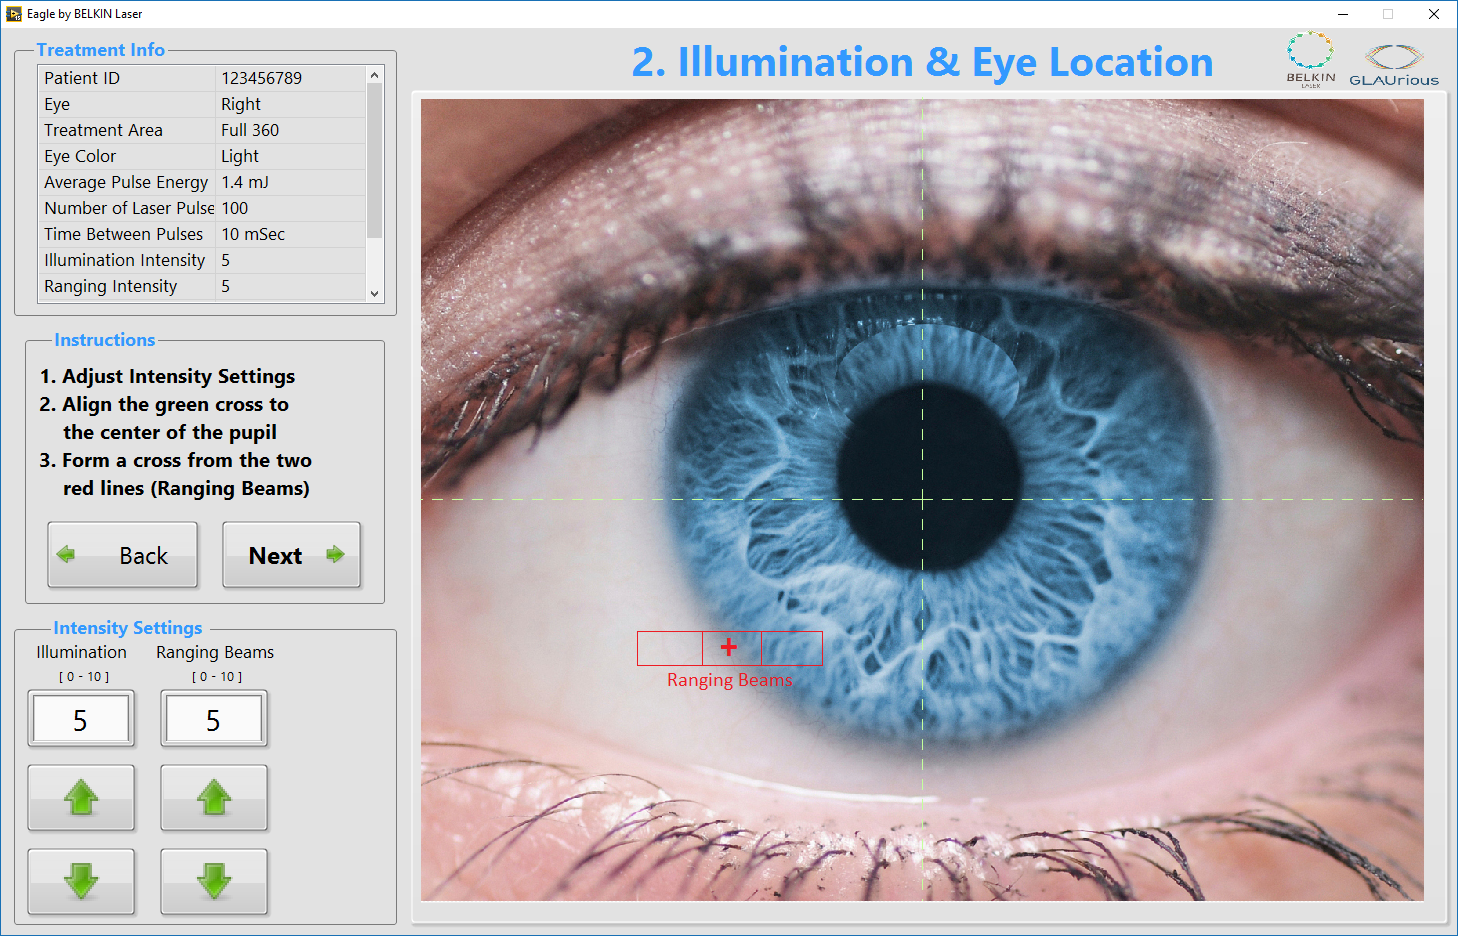 Eagle by BELKIN Laser
2. Illumination & Eye Location
BELKIN
LASER
GLAUrious
Treatment Info
Patient ID 123456789
Eye Right
Treatment Area Full 360
Eye Color Light
Average Pulse Energy 1.4 mJ
Number of Laser Pulse 100
Time Between Pulses 10 mSec
Illumination Intensity 5
Ranging Intensity 5
Instructions
1. Adjust Intensity Settings
2. Align the green cross to
the center of the pupil
3. Form a cross from the two
red lines (Ranging Beams)
Back Next
Intensity Settings
Illumination Ranging Beams
[ 0 - 10 ] [ 0 - 10 ]
5 5
Ranging Beams